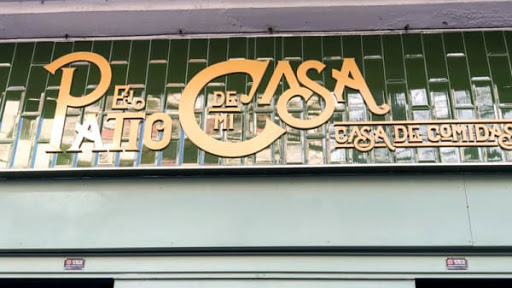 EL PATIO DE MI CASA
CASA DE COMIDAS